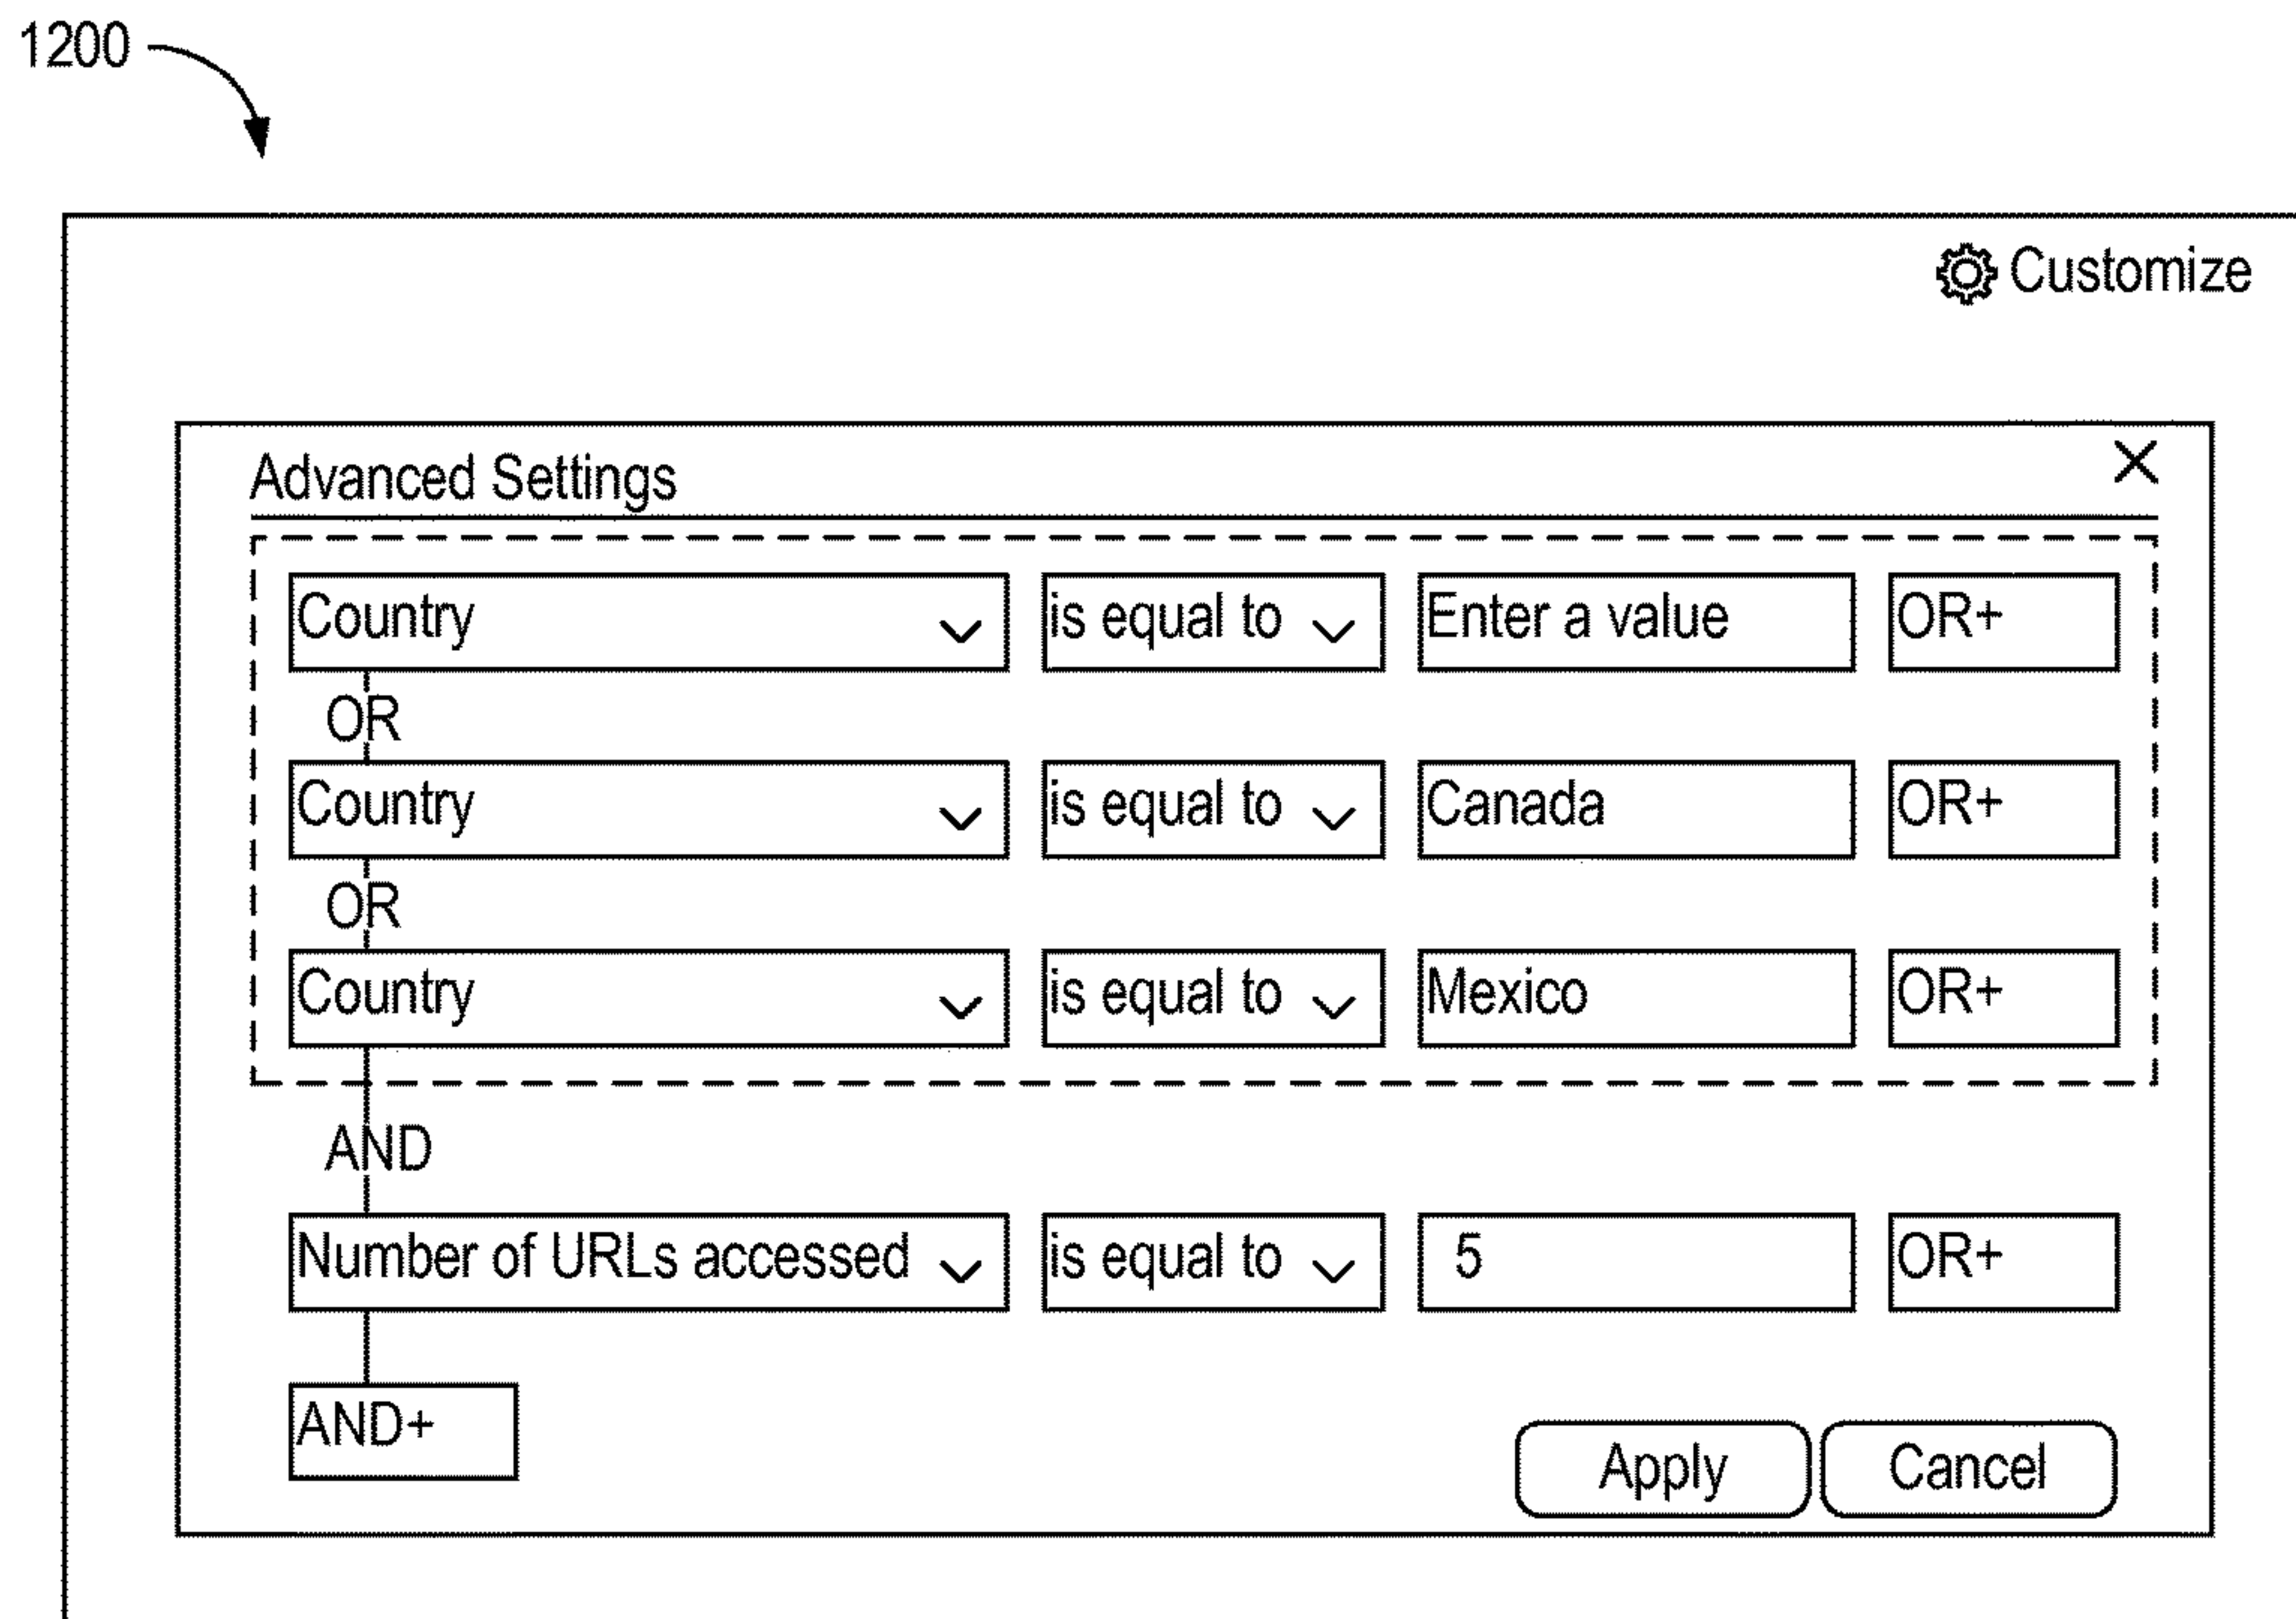 1200
Customize
Advanced Settings
Country is equal to Enter a value OR+
OR
Country is equal to Canada OR+
OR
Country is equal to Mexico OR+
AND
Number of URLs accessed is equal to 5 OR+
AND+
Apply Cancel